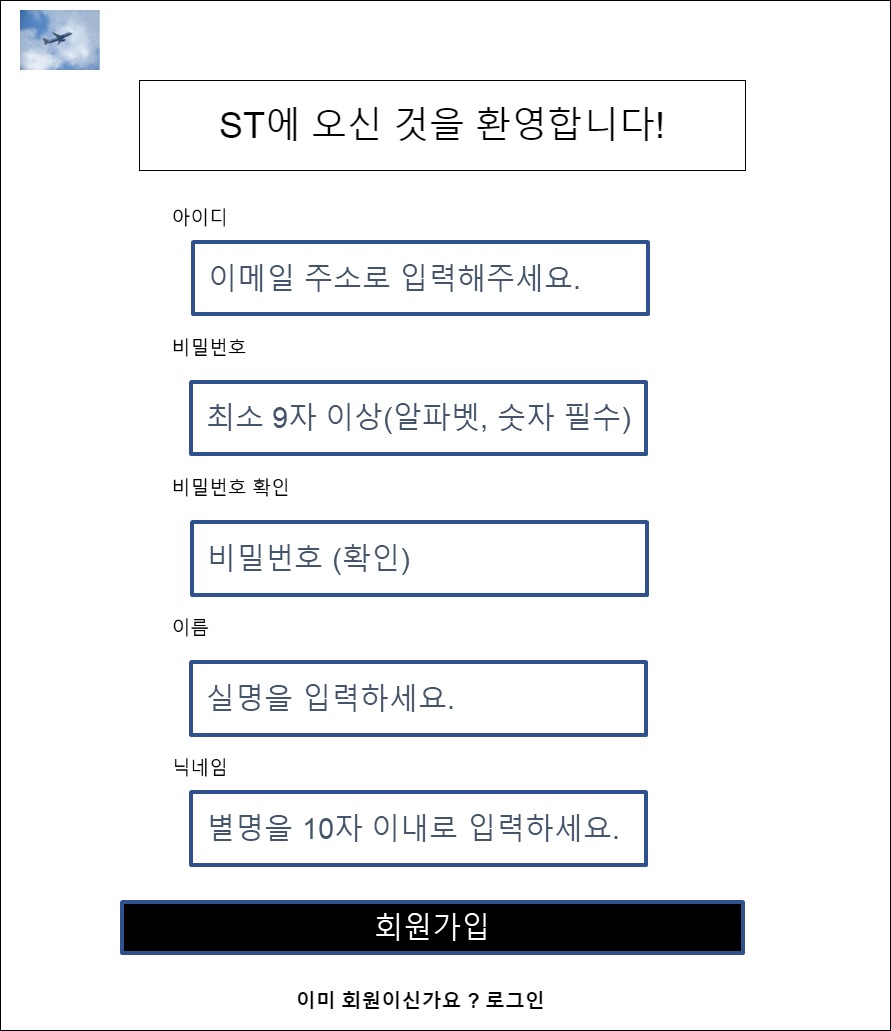 ST에 오신 것을 환영합니다!
아이디
이메일 주소로 입력해주세요.
비밀번호
최소 9자 이상(알파벳, 숫자 필수)
비밀번호 확인
비밀번호 (확인)
이름
실명을 입력하세요.
닉네임
별명을 10자 이내로 입력하세요.
회원가입
이미 회원이신가요 ? 로그인